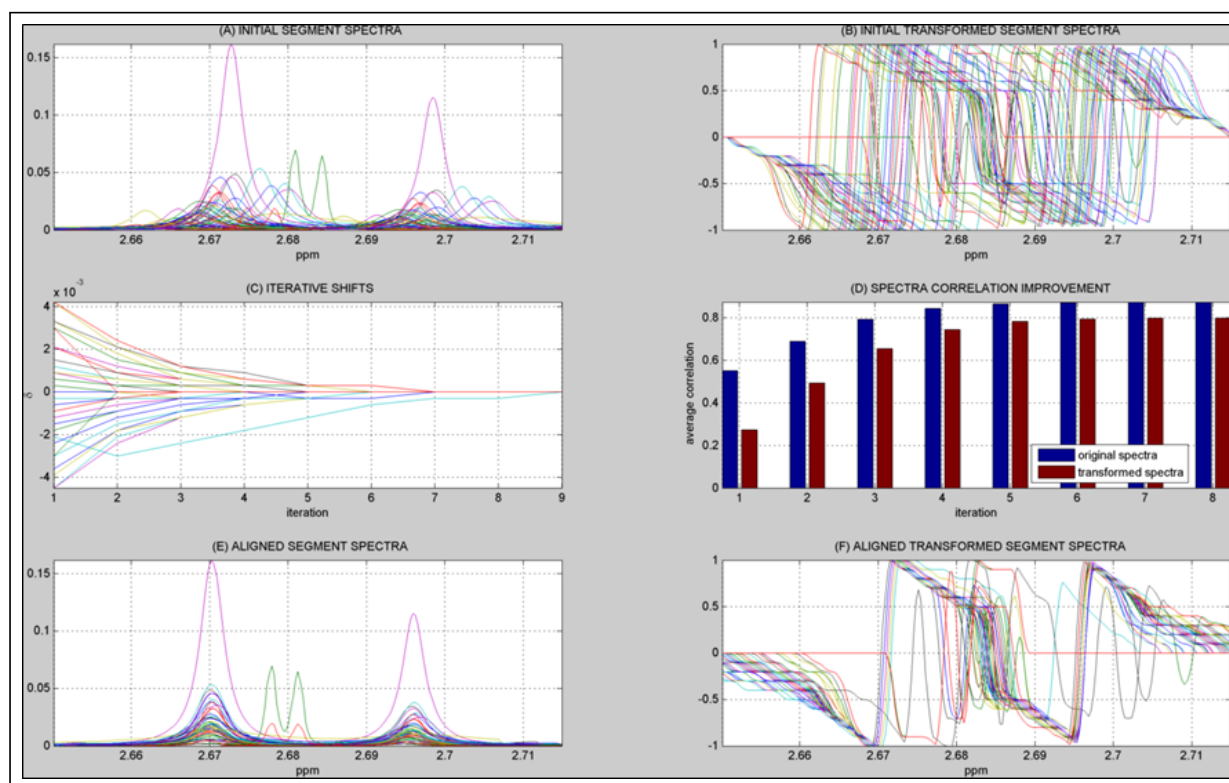 (A) INITIAL SEGMENT SPECTRA
0.15
0.1
0.05
0
2.66 2.67 2.68 2.69 2.7 2.71
ppm
(B) INITIAL TRANSFORMED SEGMENT SPECTRA
1
0.5
0
-0.5
-1
2.66 2.67 2.68 2.69 2.7 2.71
ppm
(C) ITERATIVE SHIFTS
x 10 -3
4
2
0
-2
-4
δ
1 2 3 4 5 6 7 8 9
iteration
(D) SPECTRA CORRELATION IMPROVEMENT
average correlation
0.8
0.6
0.4
0.2
0
original spectra
transformed spectra
1 2 3 4 5 6 7 8
iteration
(E) ALIGNED SEGMENT SPECTRA
0.15
0.1
0.05
0
2.66 2.67 2.68 2.69 2.7 2.71
ppm
(F) ALIGNED TRANSFORMED SEGMENT SPECTRA
1
0.5
0
-0.5
-1
2.66 2.67 2.68 2.69 2.7 2.71
ppm